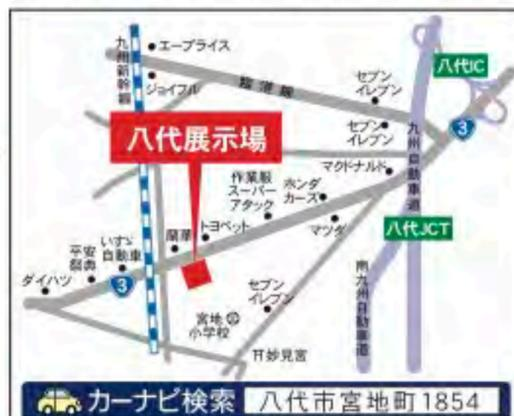 九州新幹線
エープライス
ジョイフル
臨港線
セブン
イレブン
八代IC
3
セブン
イレブン
九州自動車道
マクドナルド
八代展示場
作業服
スーパー
アタック
ホンダ
カーズ
マツダ
八代JCT
トヨペット
蘭華
いすゞ
自動車
平安
祭典
ダイハツ
3
セブン
イレブン
宮地
小学校
妙見宮
南九州自動車道
カーナビ検索 八代市宮地町1854